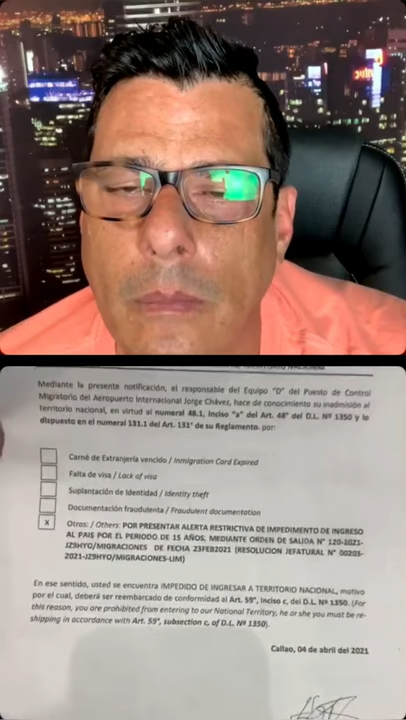 Mediante la presente notificación, el responsable del Equipo "D" del Puesto de Control
Migratorio del Aeropuerto Internacional Jorge Chávez, hace de conocimiento su inadmisión al
territorio nacional, en virtud al numeral 48.1, inciso "a" del Art. 48° del D.L. Nº 1350 y lo
dispuesto en el numeral 131.1 del Art. 131° de su Reglamento. por:
Carné de Extranjería vencido / Inmigration Card Expired
Falta de visa / Lack of visa
Suplantación de Identidad / Identity theft
Documentación fraudulenta / Fraudulent documentation
X Otros: / Others: POR PRESENTAR ALERTA RESTRICTIVA DE IMPEDIMENTO DE INGRESO
AL PAIS POR EL PERIODO DE 15 AÑOS, MEDIANTE ORDEN DE SALIDA N° 120-2021-
JZ9HYO/MIGRACIONES DE FECHA 23FEB2021 (RESOLUCION JEFATURAL N° 00203-
2021-JZ9HYO/MIGRACIONES-LIM)
En ese sentido, usted se encuentra IMPEDIDO DE INGRESAR A TERRITORIO NACIONAL, motivo
por el cual, deberá ser reembarcado de conformidad al Art. 59°, inciso c, del D.L. Nº 1350. (For
this reason, you are prohibited from entering to our National Territory, he or she you must be re-
shipping in accordance with Art. 59°, subsection c, of D.L. Nº 1350).
Callao, 04 de abril del 2021